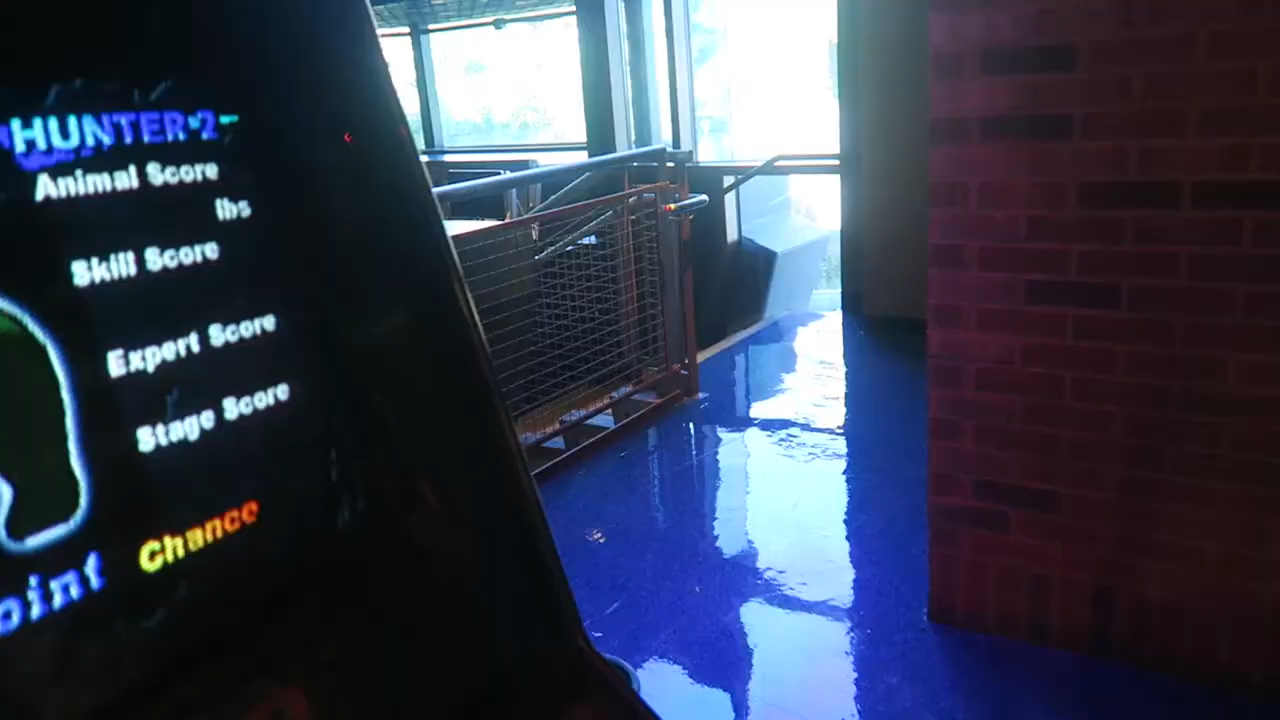 HUNTER 2
Animal Score
lbs
Skill Score
Expert Score
Stage Score
Chance
oint